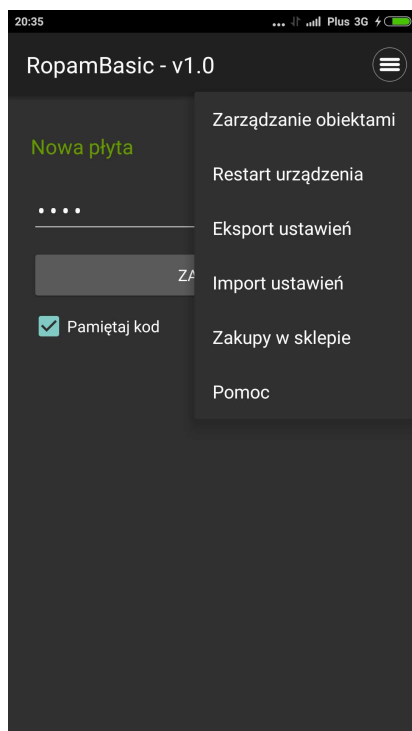 20:35
... Plus 3G
RopamBasic - v1.0
Zarządzanie obiektami
Nowa płyta
Restart urządzenia
Eksport ustawień
ZA
Import ustawień
Pamiętaj kod
Zakupy w sklepie
Pomoc